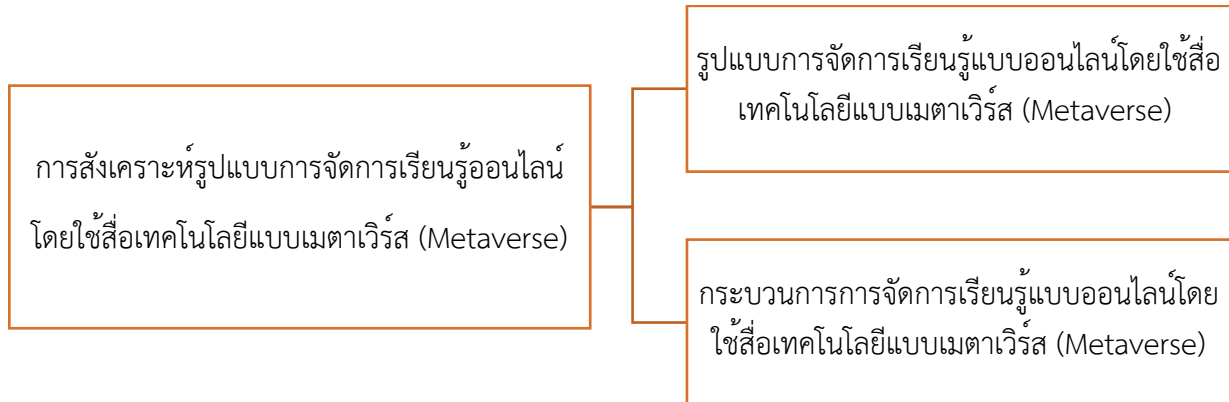 การสังเคราะห์รูปแบบการจัดการเรียนรู้ออนไลน์
โดยใช้สื่อเทคโนโลยีแบบเมตาเวิร์ส (Metaverse)
รูปแบบการจัดการเรียนรู้แบบออนไลน์โดยใช้สื่อ
เทคโนโลยีแบบเมตาเวิร์ส (Metaverse)
กระบวนการการจัดการเรียนรู้แบบออนไลน์โดย
ใช้สื่อเทคโนโลยีแบบเมตาเวิร์ส (Metaverse)